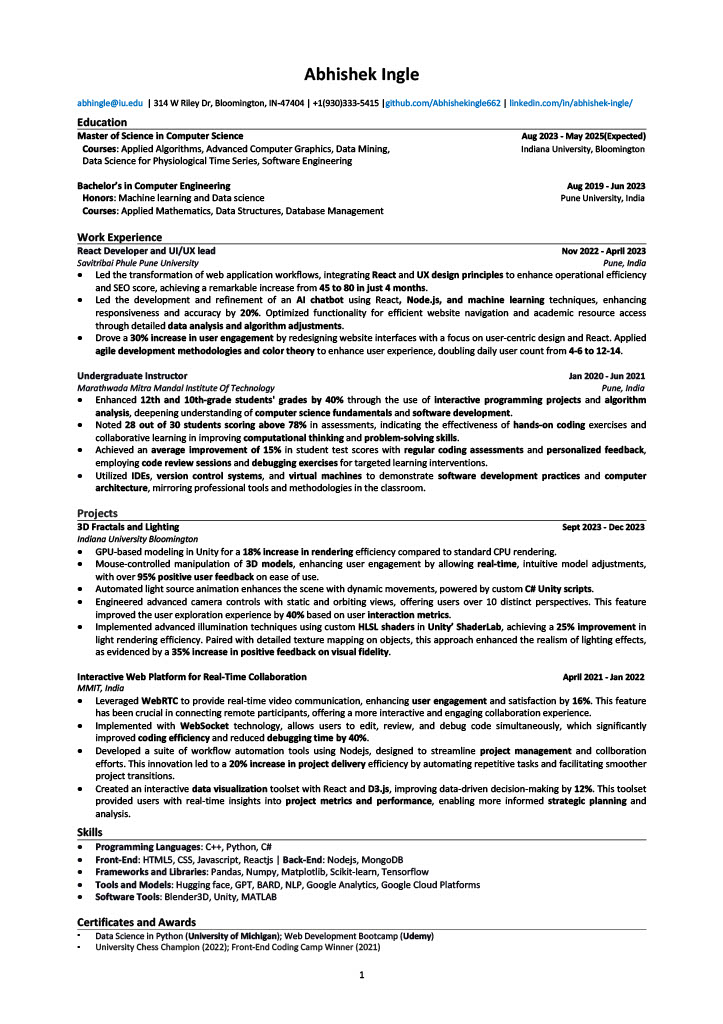 Abhishek Ingle
abhingle@iu.edu | 314 W Riley Dr, Bloomington, IN-47404 | +1(930)333-5415 |github.com/Abhishekingle662 | linkedin.com/in/abhishek-ingle/
Education
Master of Science in Computer Science Aug 2023 - May 2025(Expected)
Courses: Applied Algorithms, Advanced Computer Graphics, Data Mining, Indiana University, Bloomington
Data Science for Physiological Time Series, Software Engineering
Bachelor's in Computer Engineering Aug 2019 - Jun 2023
Honors: Machine learning and Data science Pune University, India
Courses: Applied Mathematics, Data Structures, Database Management
Work Experience
React Developer and UI/UX lead Nov 2022 - April 2023
Savitribai Phule Pune University Pune, India
• Led the transformation of web application workflows, integrating React and UX design principles to enhance operational efficiency
and SEO score, achieving a remarkable increase from 45 to 80 in just 4 months.
• Led the development and refinement of an AI chatbot using React, Node.js, and machine learning techniques, enhancing
responsiveness and accuracy by 20%. Optimized functionality for efficient website navigation and academic resource access
through detailed data analysis and algorithm adjustments.
• Drove a 30% increase in user engagement by redesigning website interfaces with a focus on user-centric design and React. Applied
agile development methodologies and color theory to enhance user experience, doubling daily user count from 4-6 to 12-14.
Undergraduate Instructor Jan 2020 - Jun 2021
Marathwada Mitra Mandal Institute Of Technology Pune, India
• Enhanced 12th and 10th-grade students' grades by 40% through the use of interactive programming projects and algorithm
analysis, deepening understanding of computer science fundamentals and software development.
• Noted 28 out of 30 students scoring above 78% in assessments, indicating the effectiveness of hands-on coding exercises and
collaborative learning in improving computational thinking and problem-solving skills.
• Achieved an average improvement of 15% in student test scores with regular coding assessments and personalized feedback,
employing code review sessions and debugging exercises for targeted learning interventions.
• Utilized IDEs, version control systems, and virtual machines to demonstrate software development practices and computer
architecture, mirroring professional tools and methodologies in the classroom.
Projects
3D Fractals and Lighting Sept 2023 - Dec 2023
Indiana University Bloomington
• GPU-based modeling in Unity for a 18% increase in rendering efficiency compared to standard CPU rendering.
• Mouse-controlled manipulation of 3D models, enhancing user engagement by allowing real-time, intuitive model adjustments,
with over 95% positive user feedback on ease of use.
• Automated light source animation enhances the scene with dynamic movements, powered by custom C# Unity scripts.
• Engineered advanced camera controls with static and orbiting views, offering users over 10 distinct perspectives. This feature
improved the user exploration experience by 40% based on user interaction metrics.
• Implemented advanced illumination techniques using custom HLSL shaders in Unity' ShaderLab, achieving a 25% improvement in
light rendering efficiency. Paired with detailed texture mapping on objects, this approach enhanced the realism of lighting effects,
as evidenced by a 35% increase in positive feedback on visual fidelity.
Interactive Web Platform for Real-Time Collaboration April 2021 - Jan 2022
MMIT, India
• Leveraged WebRTC to provide real-time video communication, enhancing user engagement and satisfaction by 16%. This feature
has been crucial in connecting remote participants, offering a more interactive and engaging collaboration experience.
• Implemented with WebSocket technology, allows users to edit, review, and debug code simultaneously, which significantly
improved coding efficiency and reduced debugging time by 40%.
• Developed a suite of workflow automation tools using Nodejs, designed to streamline project management and collboration
efforts. This innovation led to a 20% increase in project delivery efficiency by automating repetitive tasks and facilitating smoother
project transitions.
• Created an interactive data visualization toolset with React and D3.js, improving data-driven decision-making by 12%. This toolset
provided users with real-time insights into project metrics and performance, enabling more informed strategic planning and
analysis.
Skills
• Programming Languages: C++, Python, C#
• Front-End: HTML5, CSS, Javascript, Reactjs | Back-End: Nodejs, MongoDB
• Frameworks and Libraries: Pandas, Numpy, Matplotlib, Scikit-learn, Tensorflow
• Tools and Models: Hugging face, GPT, BARD, NLP, Google Analytics, Google Cloud Platforms
• Software Tools: Blender3D, Unity, MATLAB
Certificates and Awards
- Data Science in Python (University of Michigan); Web Development Bootcamp (Udemy)
- University Chess Champion (2022); Front-End Coding Camp Winner (2021)
1